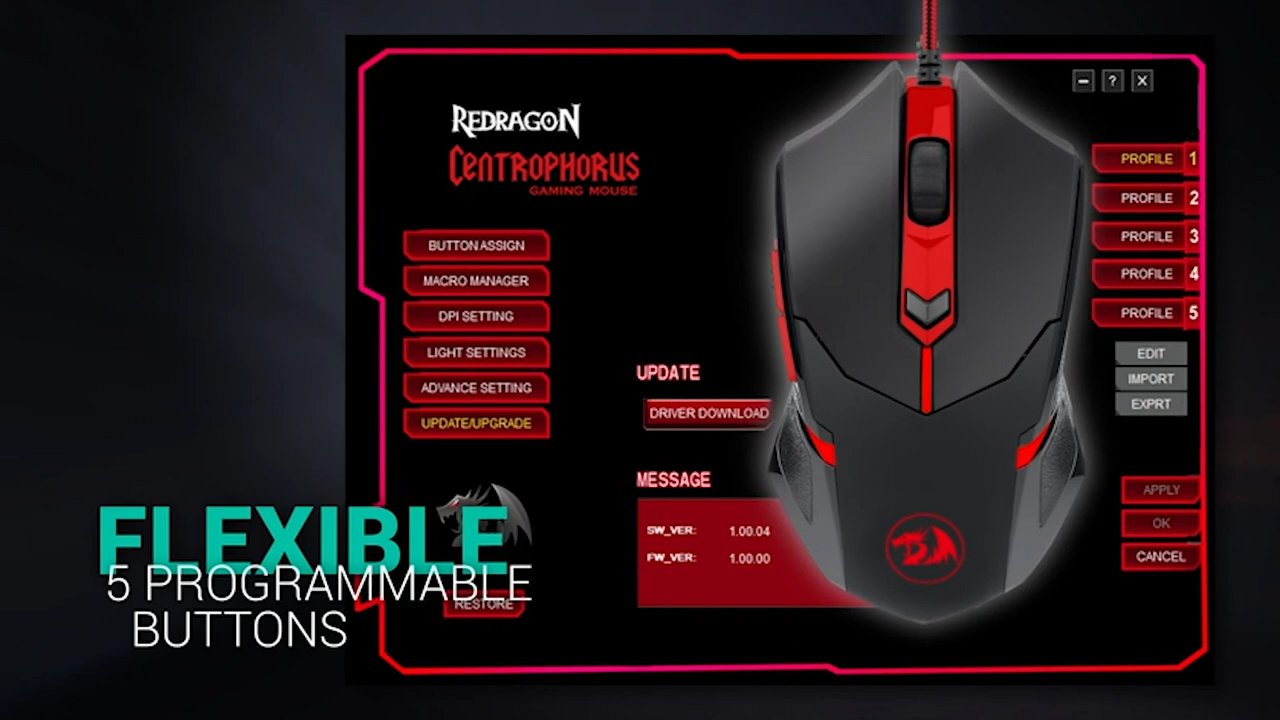 REDRAGON
CENTROPHORUS
GAMING MOUSE
BUTTON ASSIGN
MACRO MANAGER
DPI SETTING
LIGHT SETTINGS
ADVANCE SETTING
UPDATE/UPGRADE
RESTORE
UPDATE
DRIVER DOWNLOAD
MESSAGE
SW_VER: 1.00.04
FW_VER: 1.00.00
- ? X
PROFILE 1
PROFILE 2
PROFILE 3
PROFILE 4
PROFILE 5
EDIT
IMPORT
EXPRT
APPLY
OK
CANCEL
FLEXIBLE
5 PROGRAMMABLE
BUTTONS